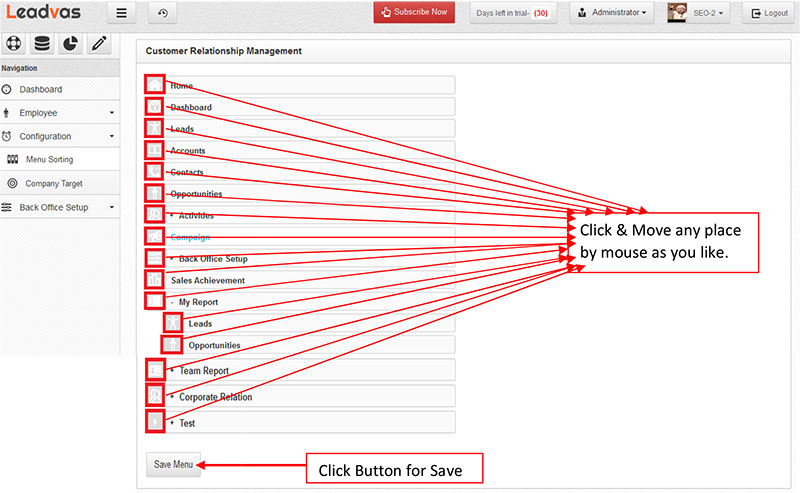 Leadvas
Subscribe Now
Days left in trial- (30)
Administrator
SEO-2
Logout
Navigation
Dashboard
Employee
Configuration
Menu Sorting
Company Target
Back Office Setup
Customer Relationship Management
Home
Dashboard
Leads
Accounts
Contacts
Opportunities
+ Activities
Campaign
+ Back Office Setup
Sales Achievement
- My Report
Leads
Opportunities
+ Team Report
+ Corporate Relation
+ Test
Save Menu
Click & Move any place
by mouse as you like.
Click Button for Save